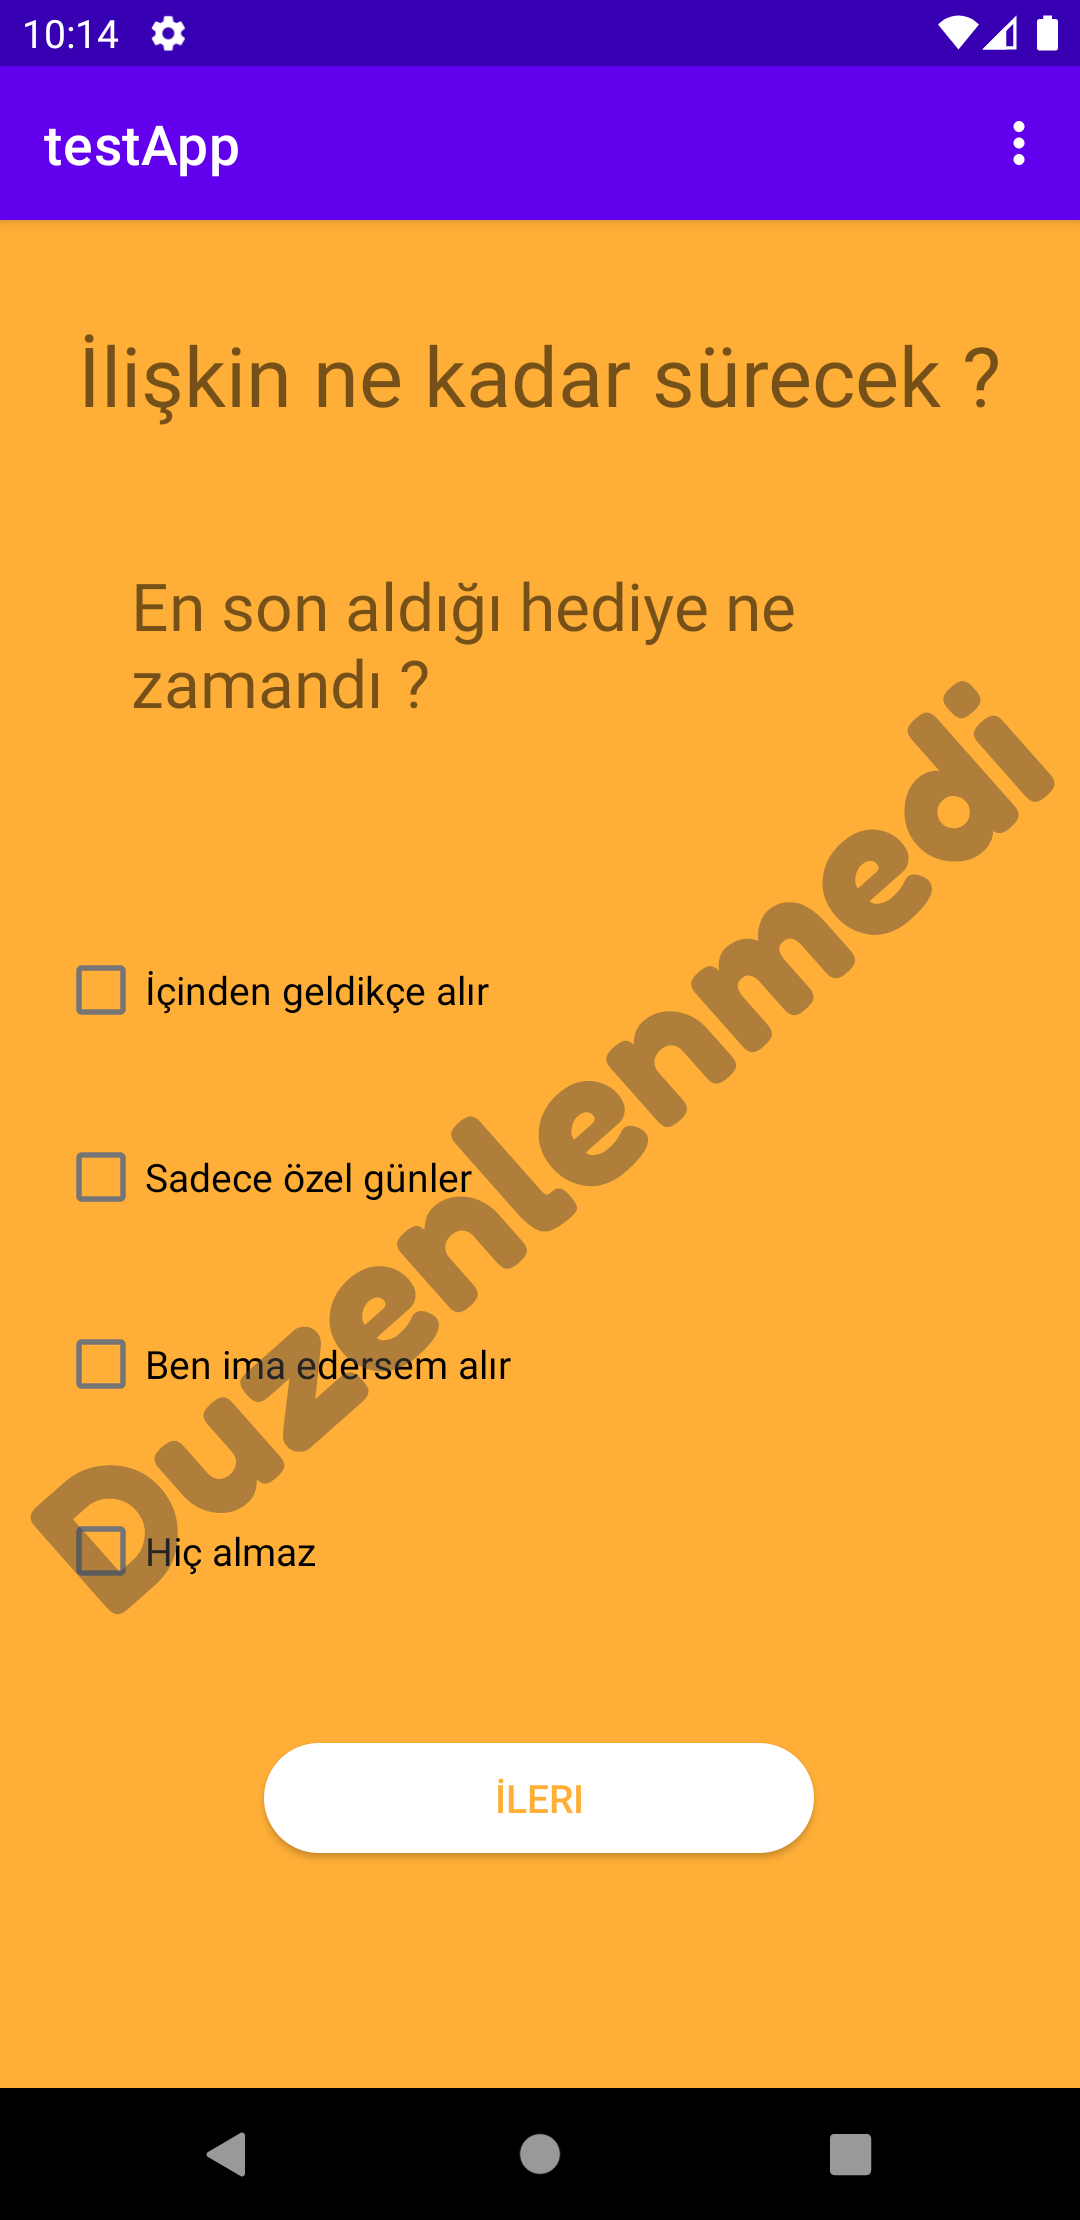 10:14
testApp
İlişkin ne kadar sürecek ?
En son aldığı hediye ne
zamandı ?
İçinden geldikçe alır
Sadece özel günler
Ben ima edersem alır
Hiç almaz
Duzenlenmedi
İLERI